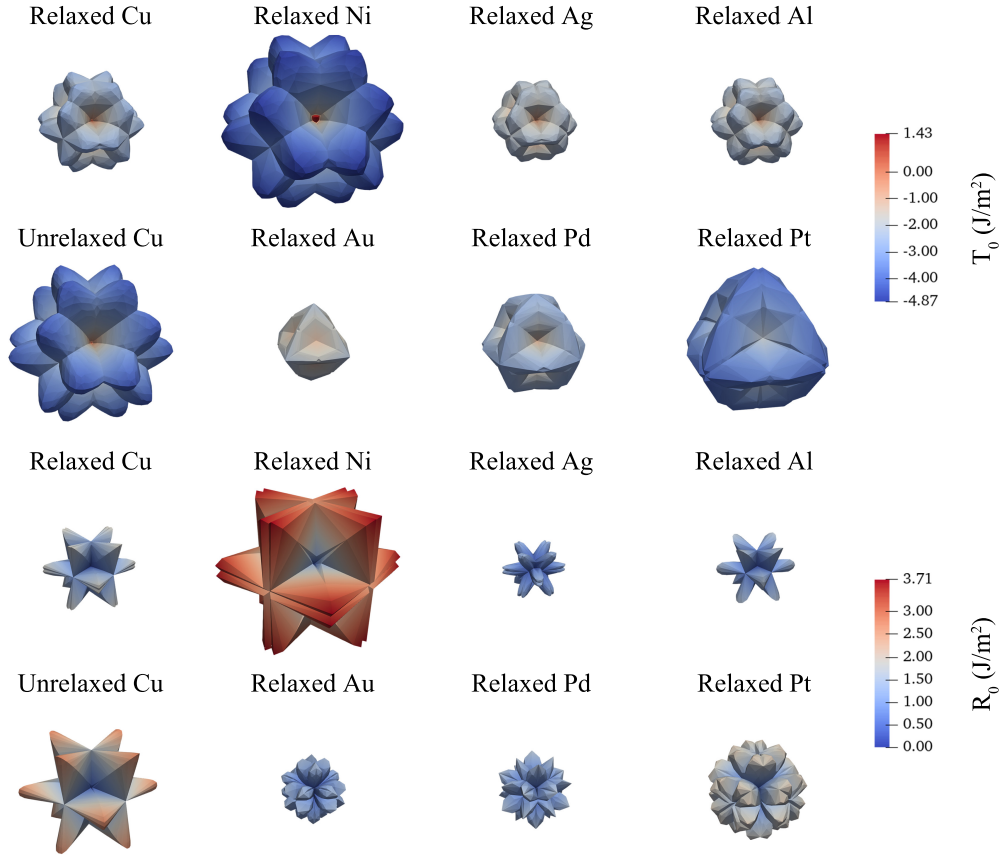 Relaxed Cu Relaxed Ni Relaxed Ag Relaxed Al
1.43
0.00
-1.00
-2.00
-3.00
-4.00
-4.87
T₀ (J/m²)
Unrelaxed Cu Relaxed Au Relaxed Pd Relaxed Pt
Relaxed Cu Relaxed Ni Relaxed Ag Relaxed Al
3.71
3.00
2.50
2.00
1.50
1.00
0.50
0.00
R₀ (J/m²)
Unrelaxed Cu Relaxed Au Relaxed Pd Relaxed Pt